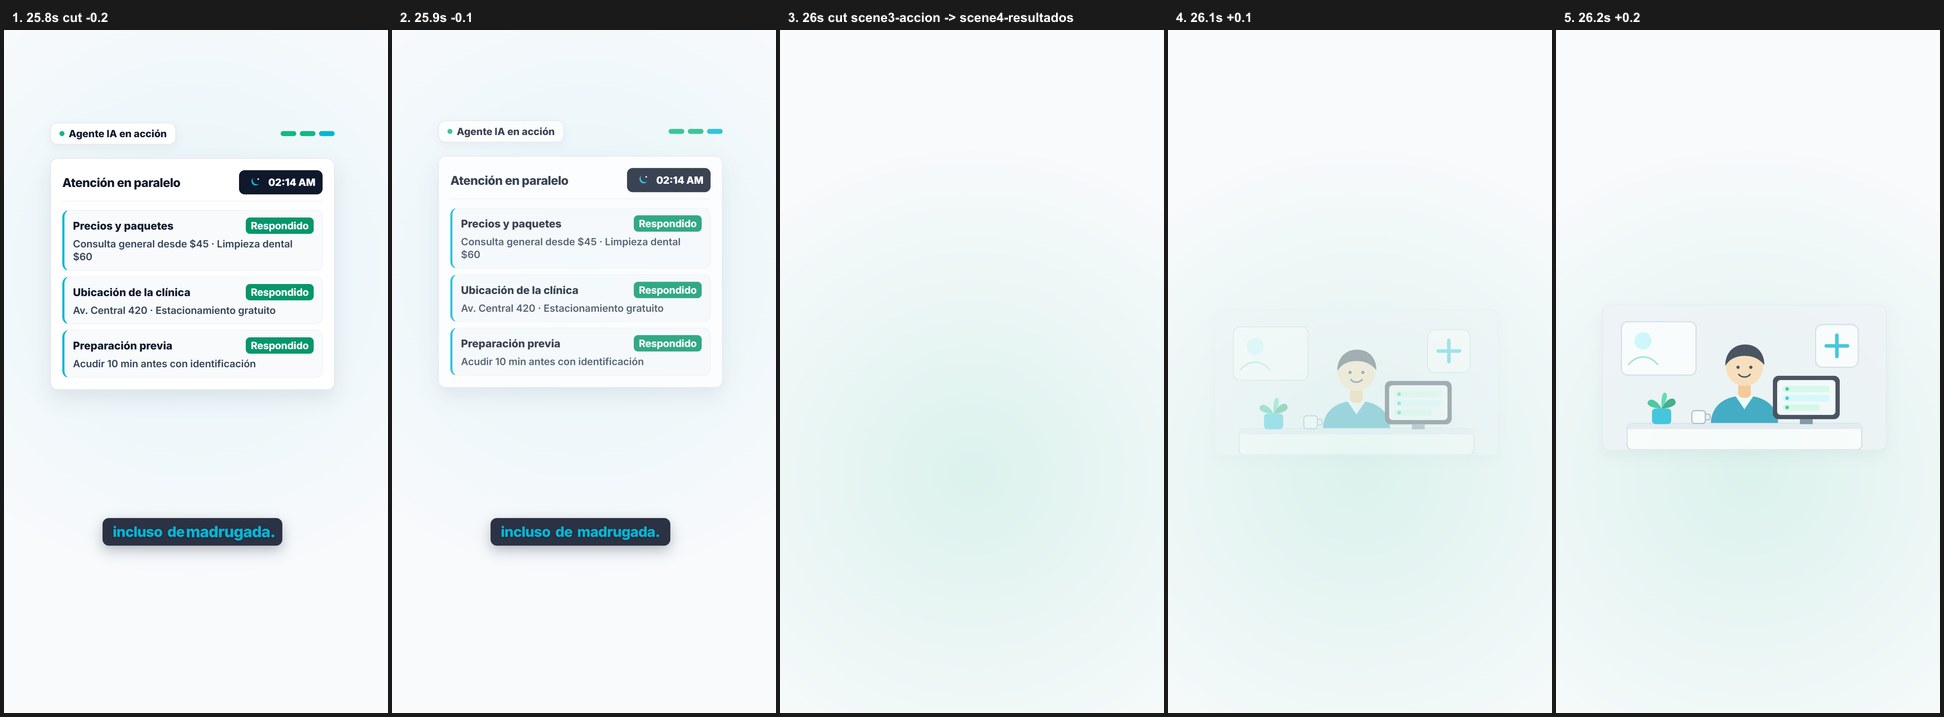 1. 25.8s cut -0.2
Agente IA en acción
Atención en paralelo
02:14 AM
Precios y paquetes
Respondido
Consulta general desde $45 · Limpieza dental
$60
Ubicación de la clínica
Respondido
Av. Central 420 · Estacionamiento gratuito
Preparación previa
Respondido
Acudir 10 min antes con identificación
incluso de madrugada.
2. 25.9s -0.1
Agente IA en acción
Atención en paralelo
02:14 AM
Precios y paquetes
Respondido
Consulta general desde $45 · Limpieza dental
$60
Ubicación de la clínica
Respondido
Av. Central 420 · Estacionamiento gratuito
Preparación previa
Respondido
Acudir 10 min antes con identificación
incluso de madrugada.
3. 26s cut scene3-accion -> scene4-resultados
4. 26.1s +0.1
5. 26.2s +0.2